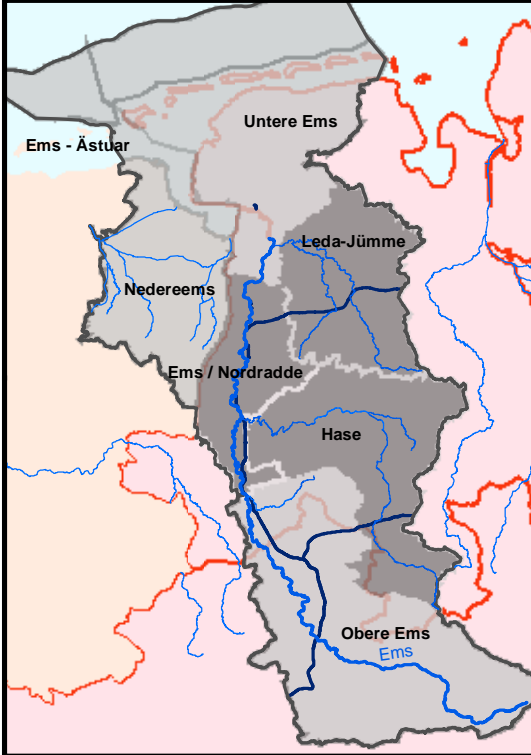 Untere Ems
Ems - Ästuar
Leda-Jümme
Nedereems
Ems / Nordradde
Hase
Obere Ems
Ems